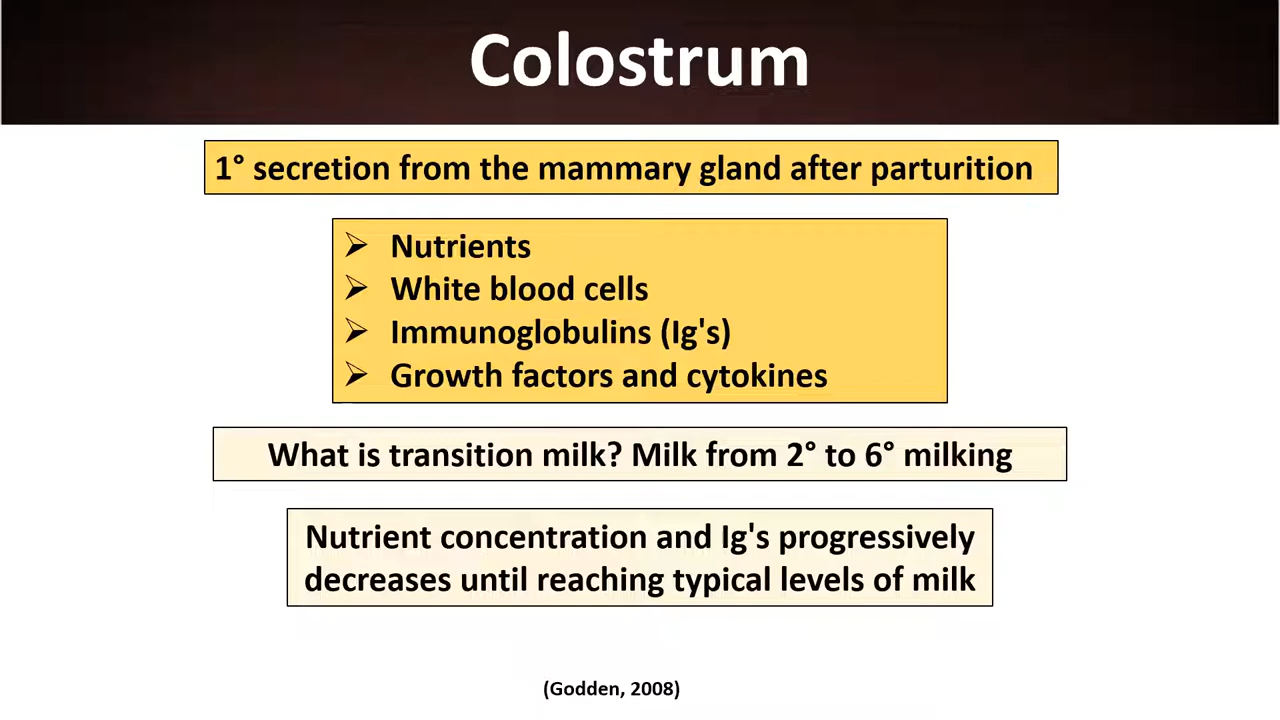 Colostrum
1° secretion from the mammary gland after parturition
➢ Nutrients
➢ White blood cells
➢ Immunoglobulins (Ig's)
➢ Growth factors and cytokines
What is transition milk? Milk from 2° to 6° milking
Nutrient concentration and Ig's progressively
decreases until reaching typical levels of milk
(Godden, 2008)